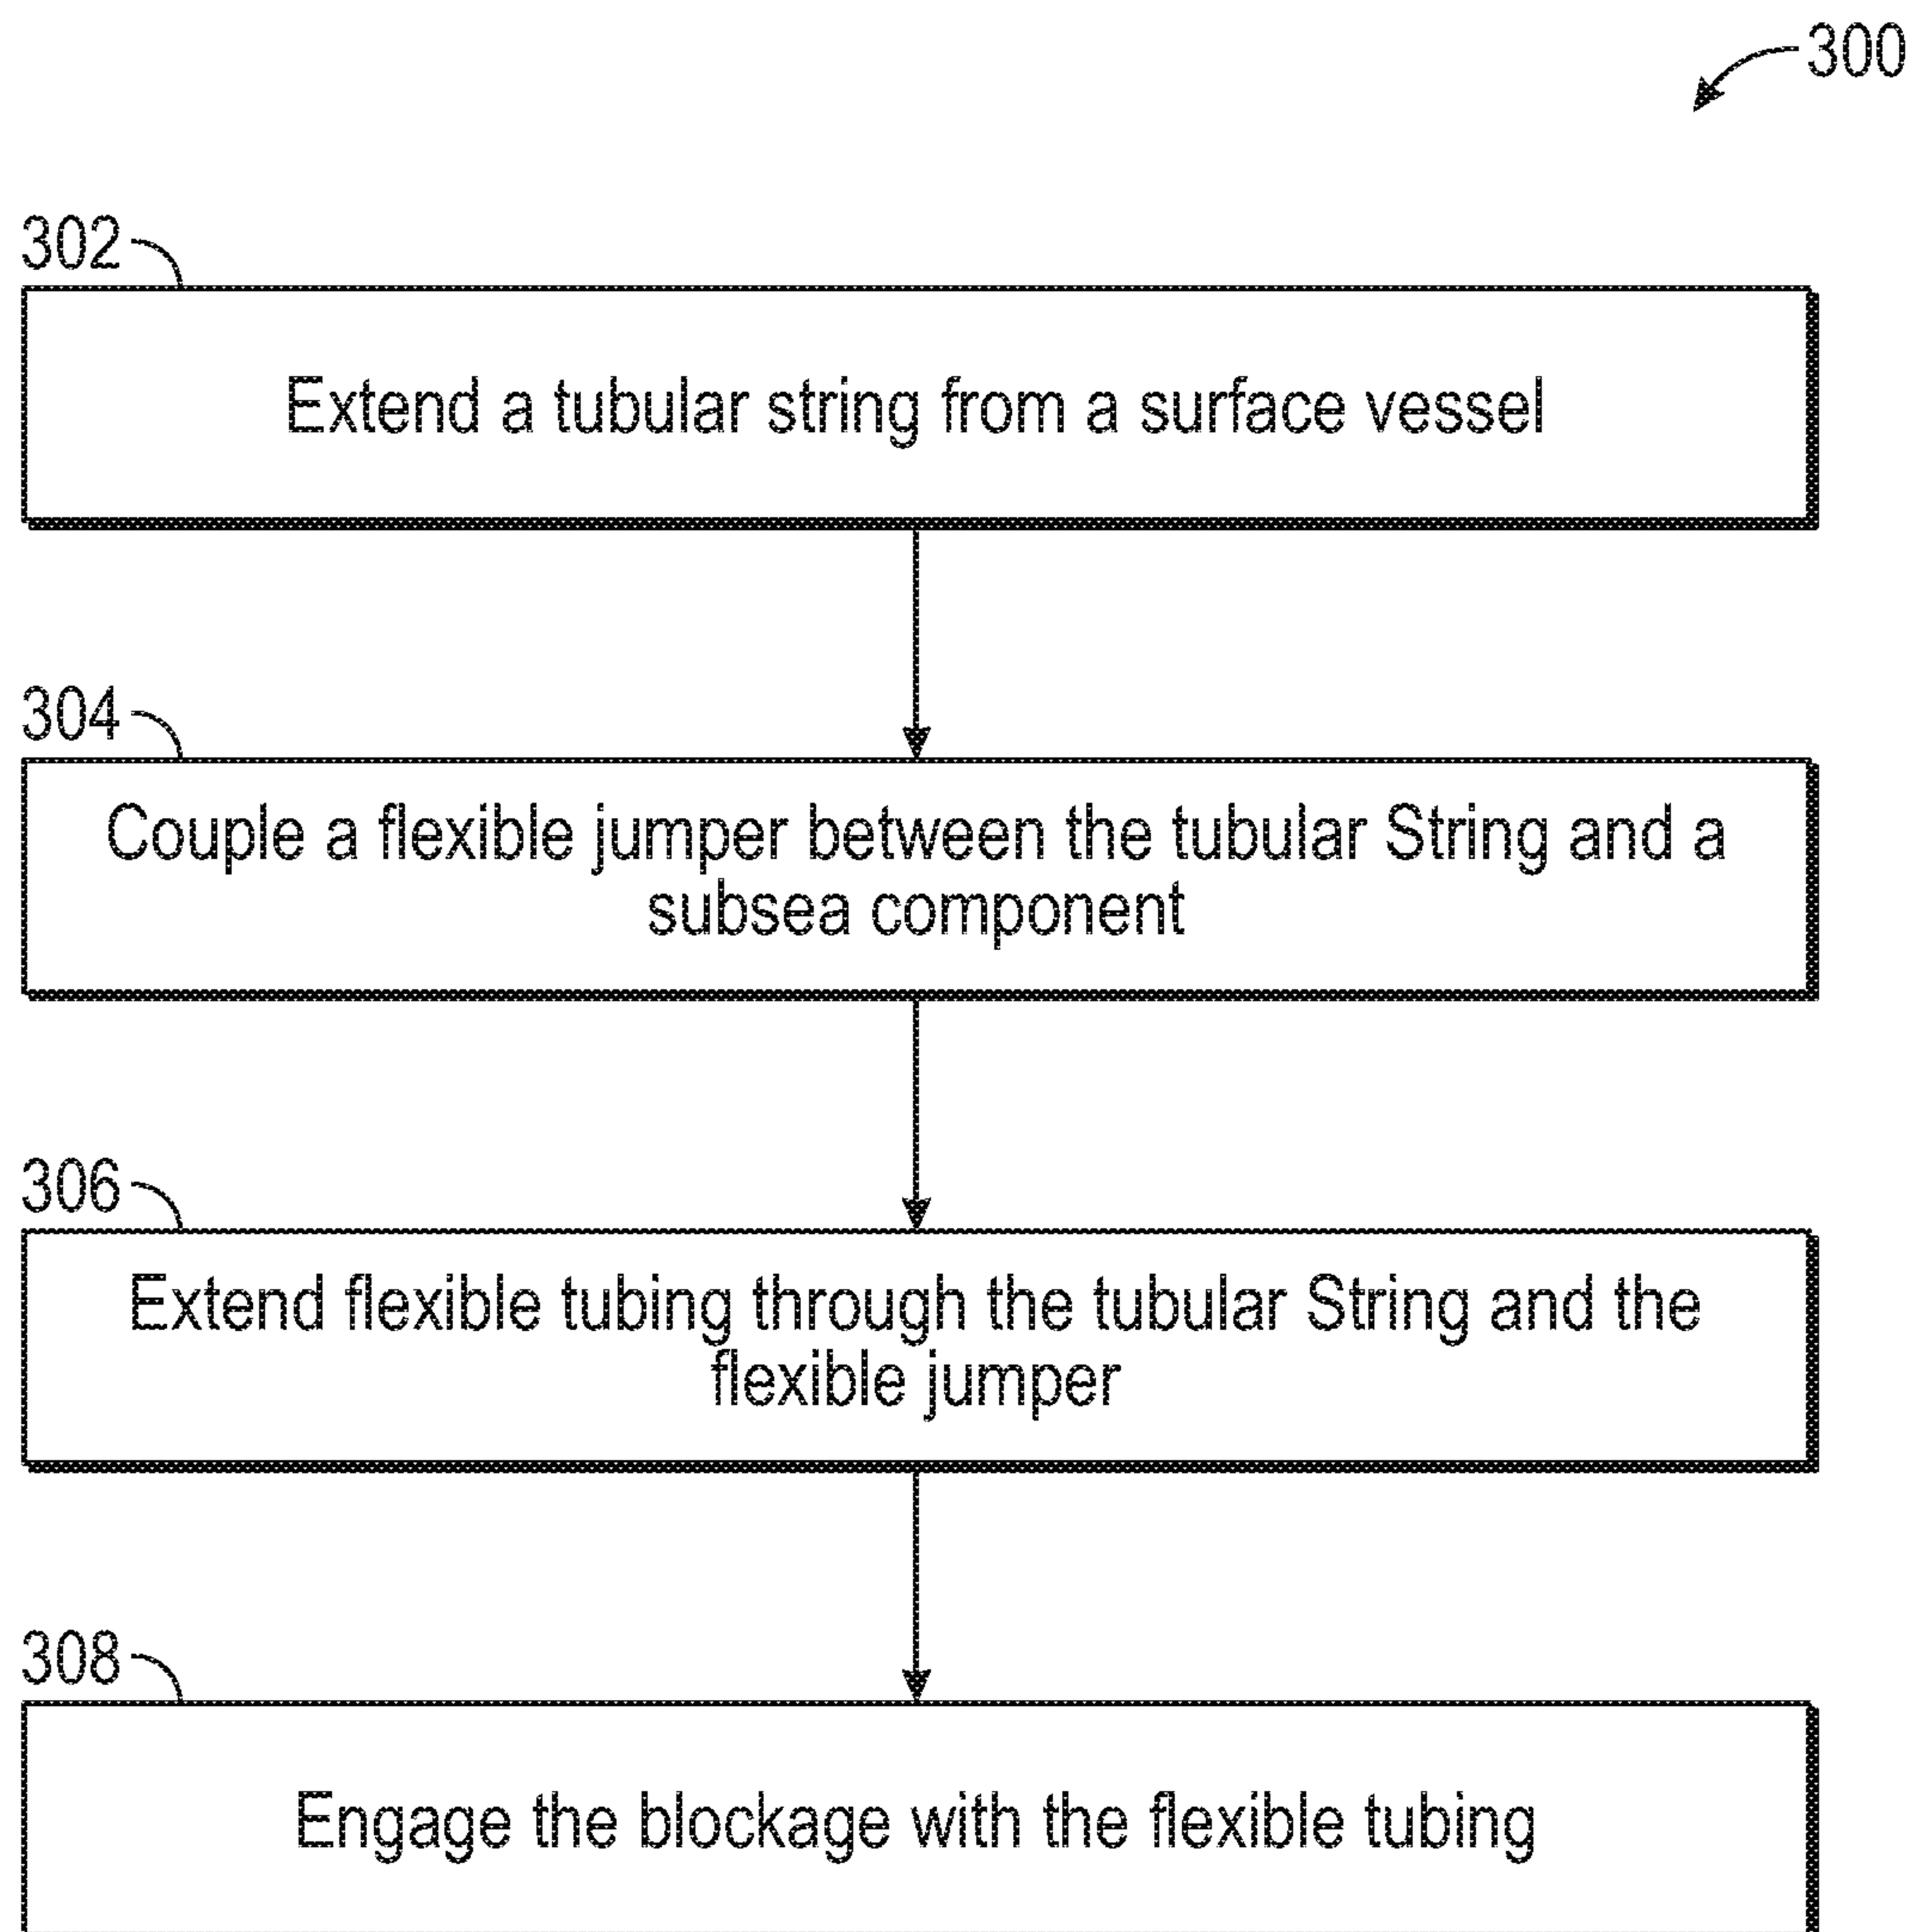 300
302
Extend a tubular string from a surface vessel
304
Couple a flexible jumper between the tubular String and a
subsea component
306
Extend flexible tubing through the tubular String and the
flexible jumper
308
Engage the blockage with the flexible tubing